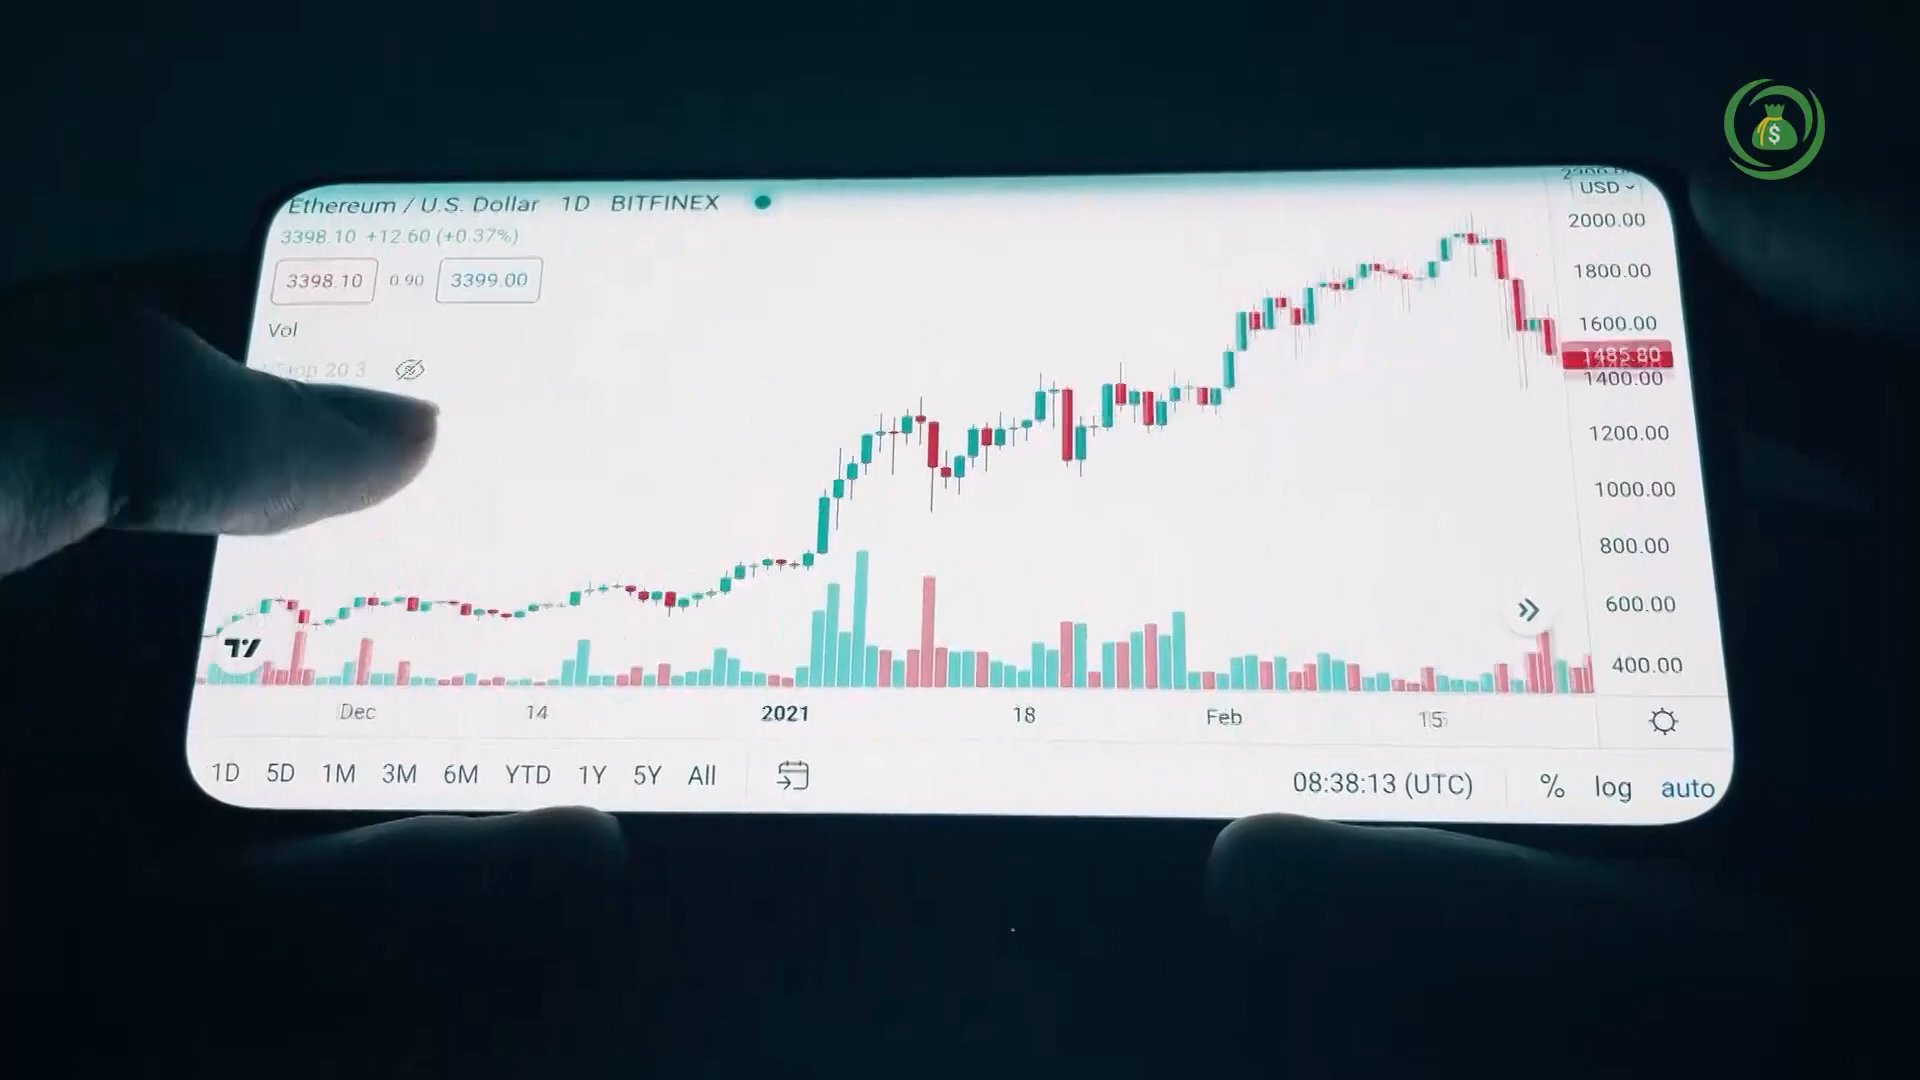 Ethereum / U.S. Dollar 1D BITFINEX
USD
3398.10 +12.60 (+0.37%)
3398.10 0.90 3399.00
Vol
20 3
2000.00
1800.00
1600.00
1485.80
1400.00
1200.00
1000.00
800.00
600.00
400.00
Dec 14 2021 18 Feb 15
1D 5D 1M 3M 6M YTD 1Y 5Y All
08:38:13 (UTC) % log auto
$